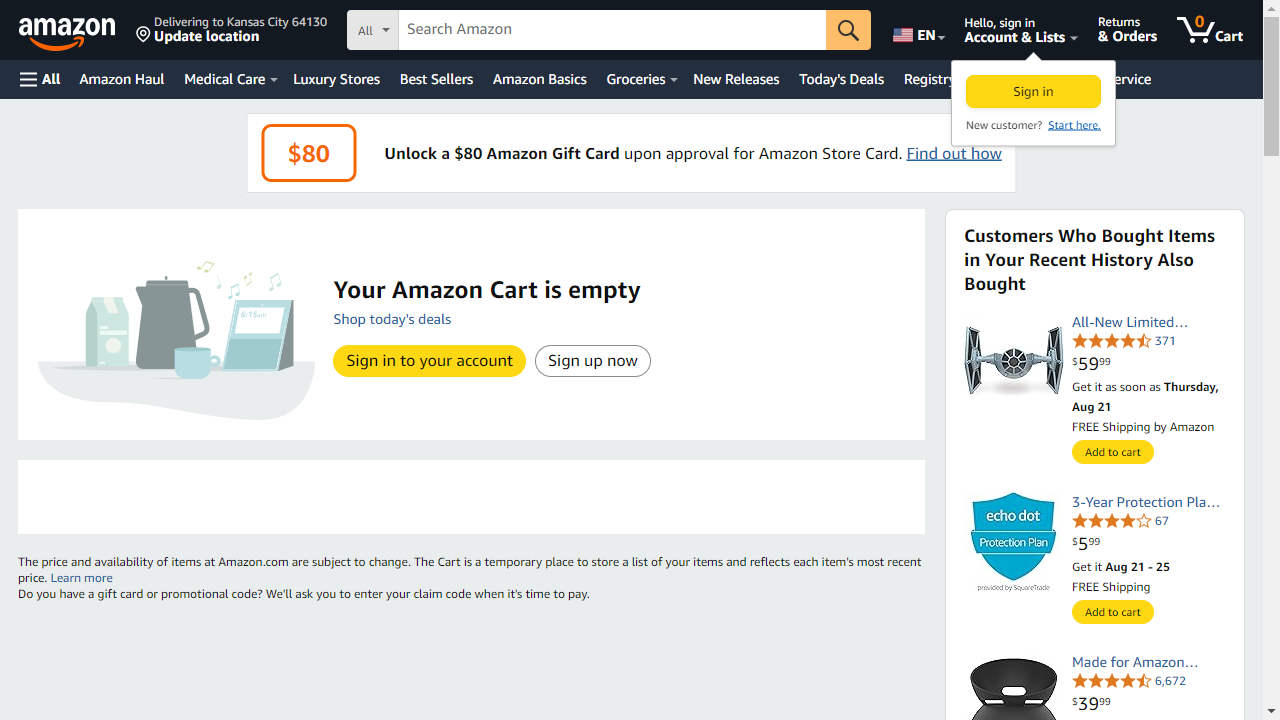 amazon
Delivering to Kansas City 64130
Update location
All
Search Amazon
EN
Hello, sign in
Account & Lists
Returns
& Orders
0
Cart
All
Amazon Haul
Medical Care
Luxury Stores
Best Sellers
Amazon Basics
Groceries
New Releases
Today's Deals
Registry
ervice
Sign in
New customer? Start here.
$80
Unlock a $80 Amazon Gift Card upon approval for Amazon Store Card. Find out how
6:15am
Your Amazon Cart is empty
Shop today's deals
Sign in to your account
Sign up now
The price and availability of items at Amazon.com are subject to change. The Cart is a temporary place to store a list of your items and reflects each item's most recent
price. Learn more
Do you have a gift card or promotional code? We'll ask you to enter your claim code when it's time to pay.
Customers Who Bought Items
in Your Recent History Also
Bought
All-New Limited…
371
$59.99
Get it as soon as Thursday,
Aug 21
FREE Shipping by Amazon
Add to cart
echo dot
Protection Plan
provided by SquareTrade
3-Year Protection Pla…
67
$5.99
Get it Aug 21 - 25
FREE Shipping
Add to cart
Made for Amazon…
6,672
$39.99